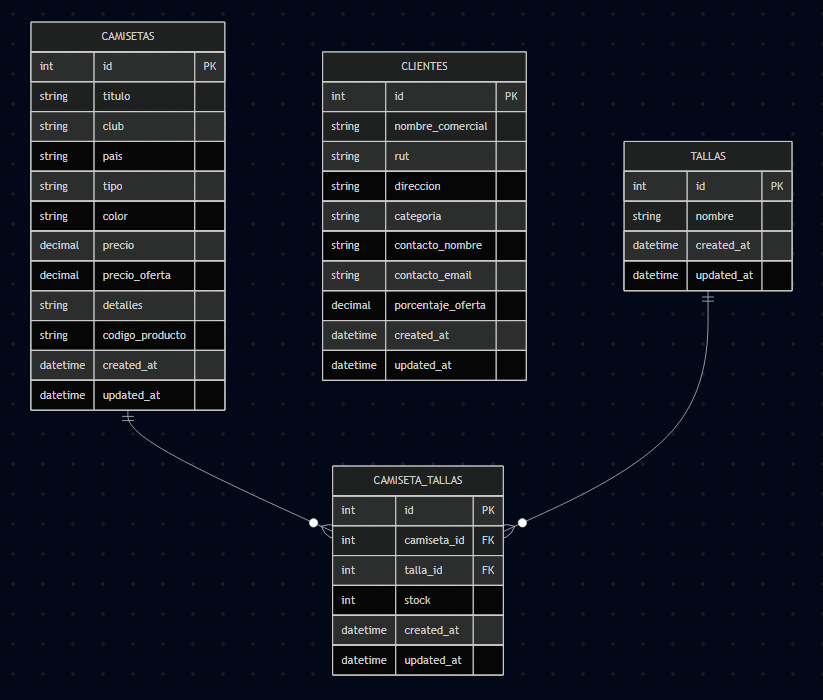 CAMISETAS
int id PK
string titulo
string club
string pais
string tipo
string color
decimal precio
decimal precio_oferta
string detalles
string codigo_producto
datetime created_at
datetime updated_at
CLIENTES
int id PK
string nombre_comercial
string rut
string direccion
string categoria
string contacto_nombre
string contacto_email
decimal porcentaje_oferta
datetime created_at
datetime updated_at
TALLAS
int id PK
string nombre
datetime created_at
datetime updated_at
CAMISETA_TALLAS
int id PK
int camiseta_id FK
int talla_id FK
int stock
datetime created_at
datetime updated_at